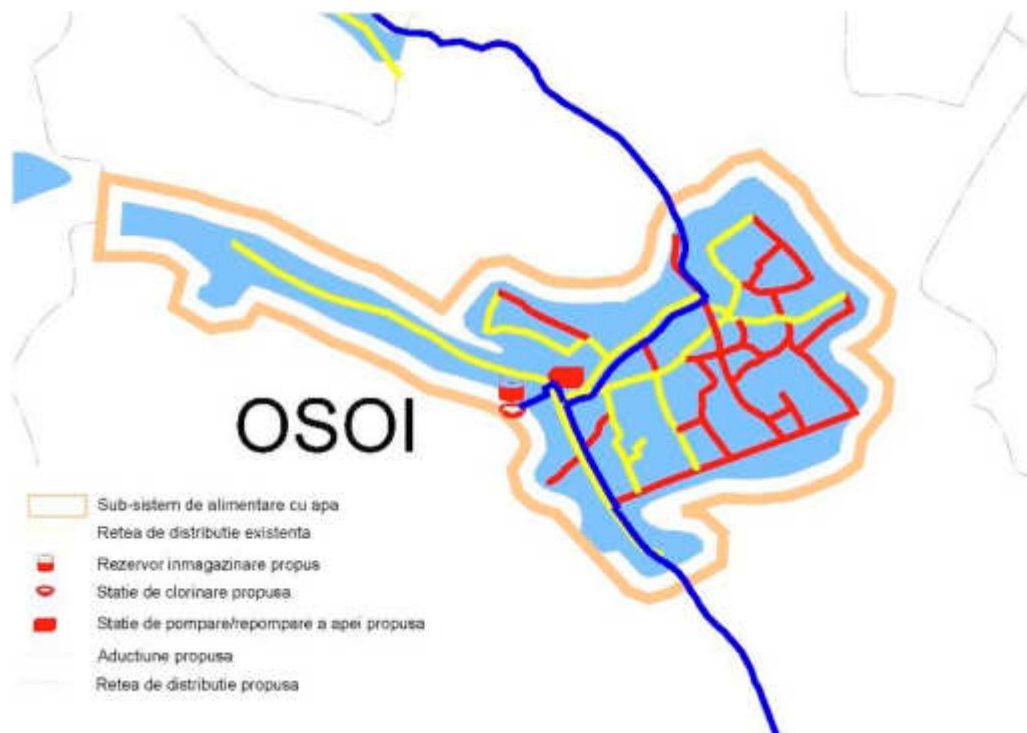 OSOI
Sub-sistem de alimentare cu apa
Retea de distributie existenta
Rezervor inmagazinare propus
Statie de clorinare propusa
Statie de pompare/repompare a apei propusa
Aductiune propusa
Retea de distributie propusa